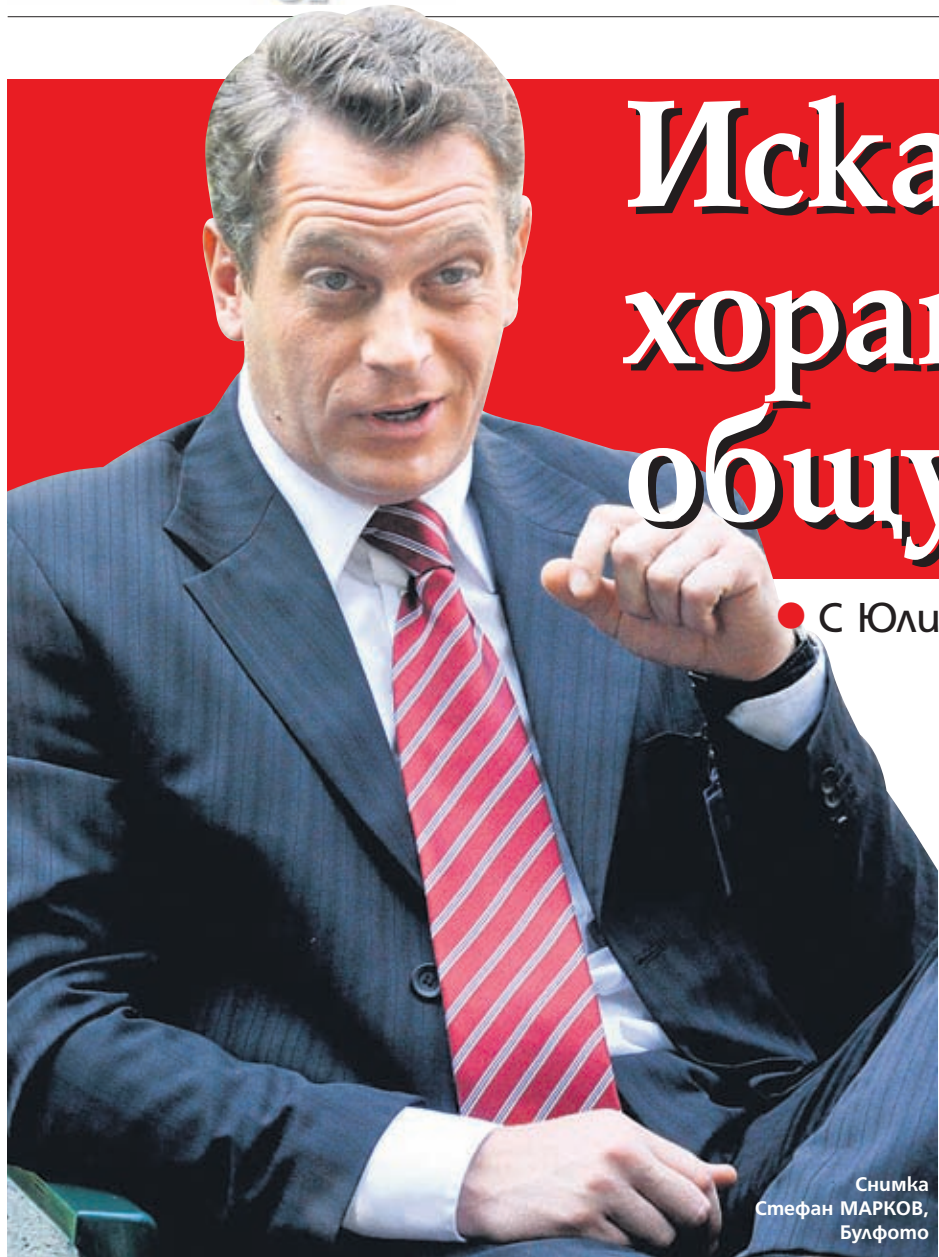 Иска
хора
общу
● С Юли
Снимка
Стефан МАРКОВ,
Булфото